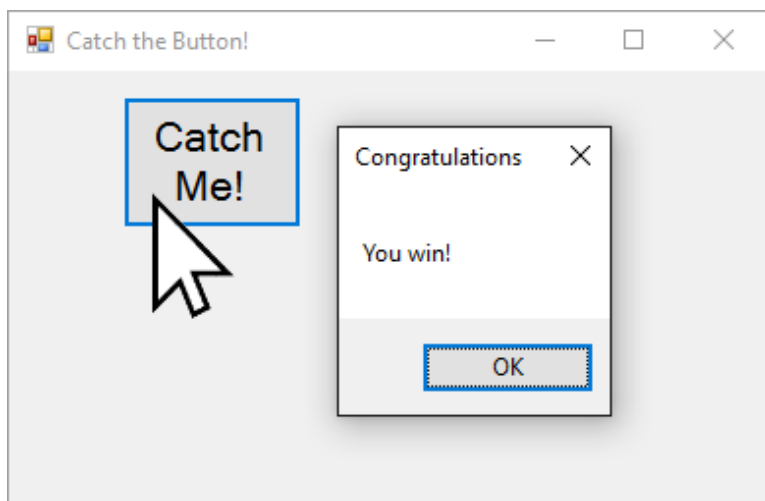 Catch the Button!
Catch
Me!
Congratulations
You win!
OK